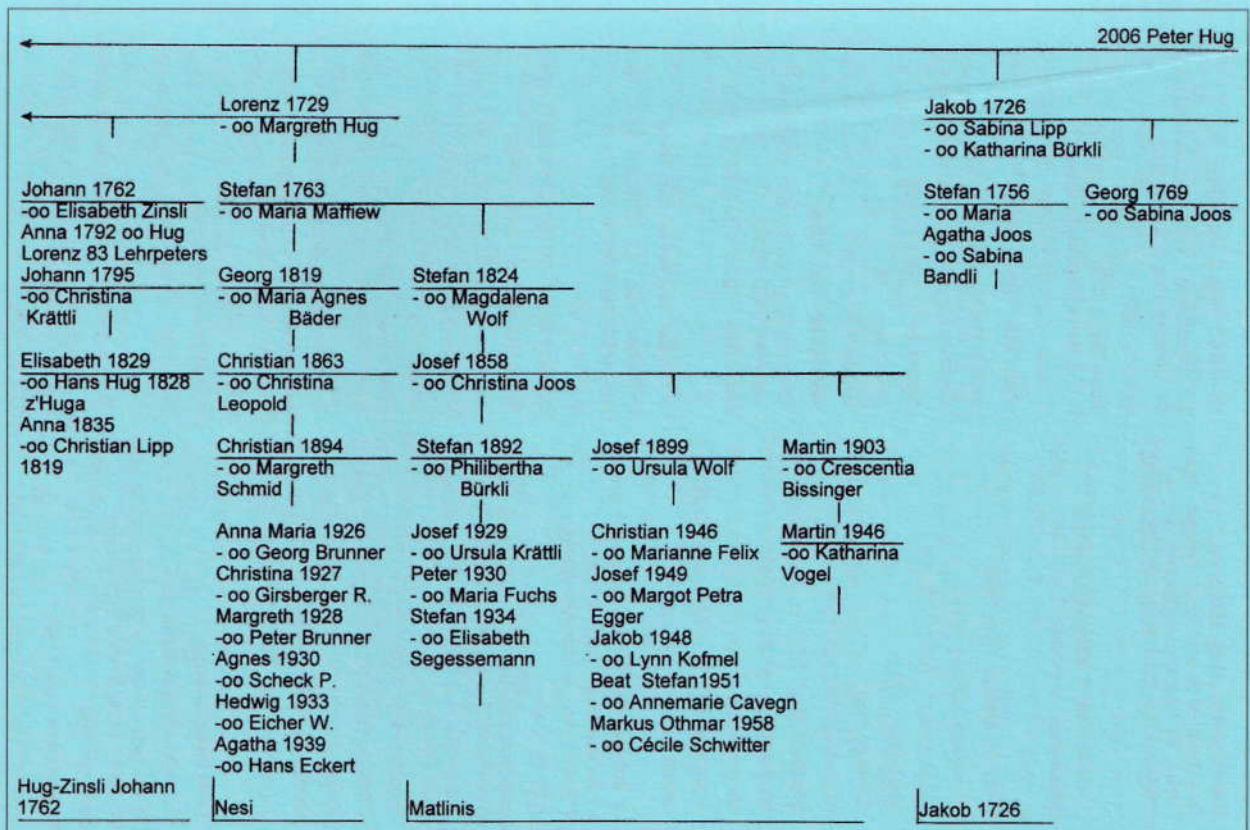 2006 Peter Hug
Lorenz 1729
- oo Margreth Hug
Jakob 1726
- oo Sabina Lipp
- oo Katharina Bürkli
Johann 1762
-oo Elisabeth Zinsli
Anna 1792 oo Hug
Lorenz 83 Lehrpeters
Johann 1795
-oo Christina
Krättli
Elisabeth 1829
-oo Hans Hug 1828
z'Huga
Anna 1835
-oo Christian Lipp
1819
Stefan 1763
- oo Maria Maffiew
Georg 1819
- oo Maria Agnes
Bäder
Christian 1863
- oo Christina
Leopold
Christian 1894
- oo Margreth
Schmid
Anna Maria 1926
- oo Georg Brunner
Christina 1927
- oo Girsberger R.
Margreth 1928
-oo Peter Brunner
Agnes 1930
-oo Scheck P.
Hedwig 1933
-oo Eicher W.
Agatha 1939
-oo Hans Eckert
Stefan 1824
- oo Magdalena
Wolf
Josef 1858
- oo Christina Joos
Stefan 1892
- oo Philibertha
Bürkli
Josef 1929
- oo Ursula Krättli
Peter 1930
- oo Maria Fuchs
Stefan 1934
- oo Elisabeth
Segessemann
Josef 1899
- oo Ursula Wolf
Christian 1946
- oo Marianne Felix
Josef 1949
- oo Margot Petra
Egger
Jakob 1948
- oo Lynn Kofmel
Beat Stefan1951
- oo Annemarie Cavegn
Markus Othmar 1958
- oo Cécile Schwitter
Martin 1903
- oo Crescentia
Bissinger
Martin 1946
-oo Katharina
Vogel
Stefan 1756
- oo Maria
Agatha Joos
- oo Sabina
Bandli
Georg 1769
- oo Sabina Joos
Hug-Zinsli Johann
1762
Nesi
Matlinis
Jakob 1726